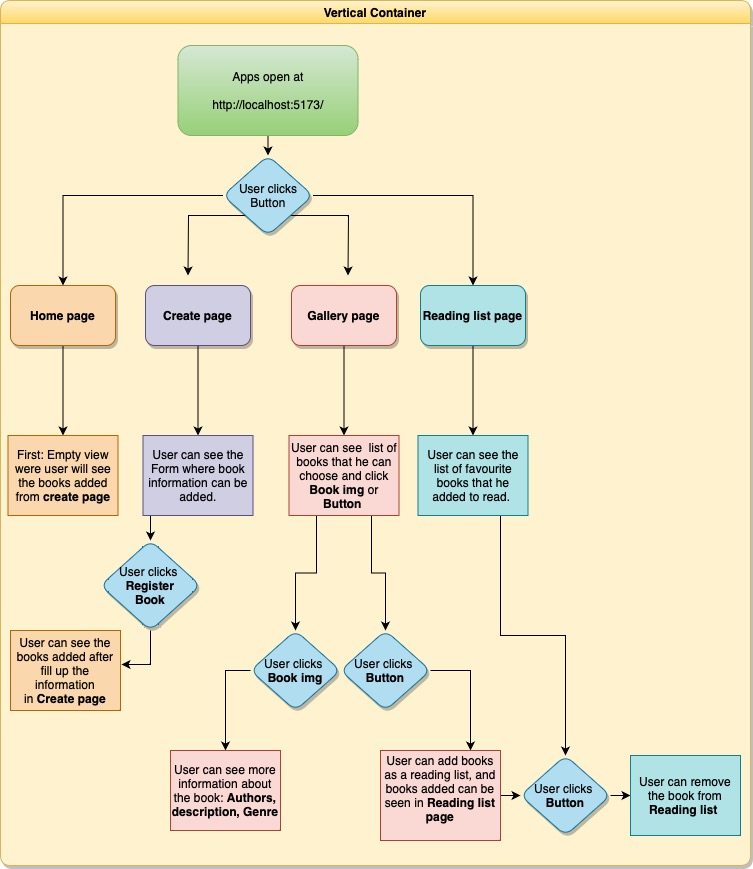 Vertical Container
Apps open at
http://localhost:5173/
User clicks
Button
Home page
Create page
Gallery page
Reading list page
First: Empty view
were user will see
the books added
from create page
User can see the
Form where book
information can be
added.
User can see  list of
books that he can
choose and click
Book img or
Button
User can see the
list of favourite
books that he
added to read.
User clicks
Register
Book
User can see the
books added after
fill up the
information
in Create page
User clicks
Book img
User clicks
Button
User can see more
information about
the book: Authors,
description, Genre
User can add books
as a reading list, and
books added can be
seen in Reading list
page
User clicks
Button
User can remove
the book from
Reading list